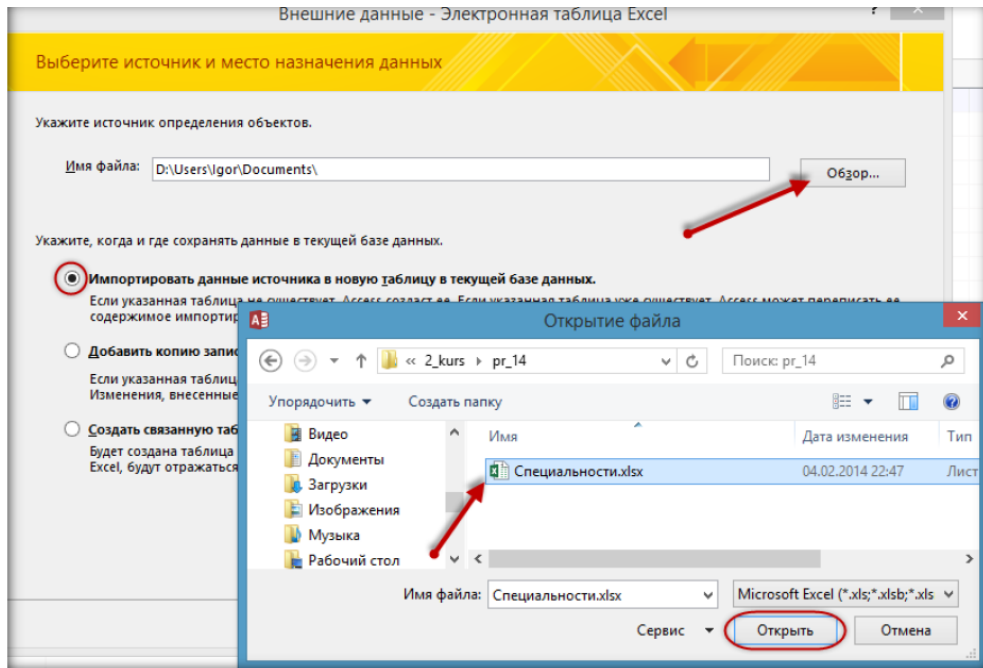 Внешние данные - Электронная таблица Excel
Выберите источник и место назначения данных
Укажите источник определения объектов.
Имя файла:
D:\Users\Igor\Documents\
Обзор...
Укажите, когда и где сохранять данные в текущей базе данных.
Импортировать данные источника в новую таблицу в текущей базе данных.
Если указанная таблица не существует, Access создаст ее. Если указанная таблица уже существует, Access может переписать ее
содержимое импортир
Добавить копию запис
Если указанная таблиц
Изменения, внесенные
Создать связанную таб
Будет создана таблица
Excel, будут отражаться
Открытие файла
« 2_kurs pr_14
Поиск: pr_14
Упорядочить
Создать папку
Видео
Документы
Загрузки
Изображения
Музыка
Рабочий стол
Имя
Дата изменения
Тип
Специальности.xlsx
04.02.2014 22:47
Лист
Имя файла:
Специальности.xlsx
Microsoft Excel (*.xls;*.xlsb;*.xls
Сервис
Открыть
Отмена